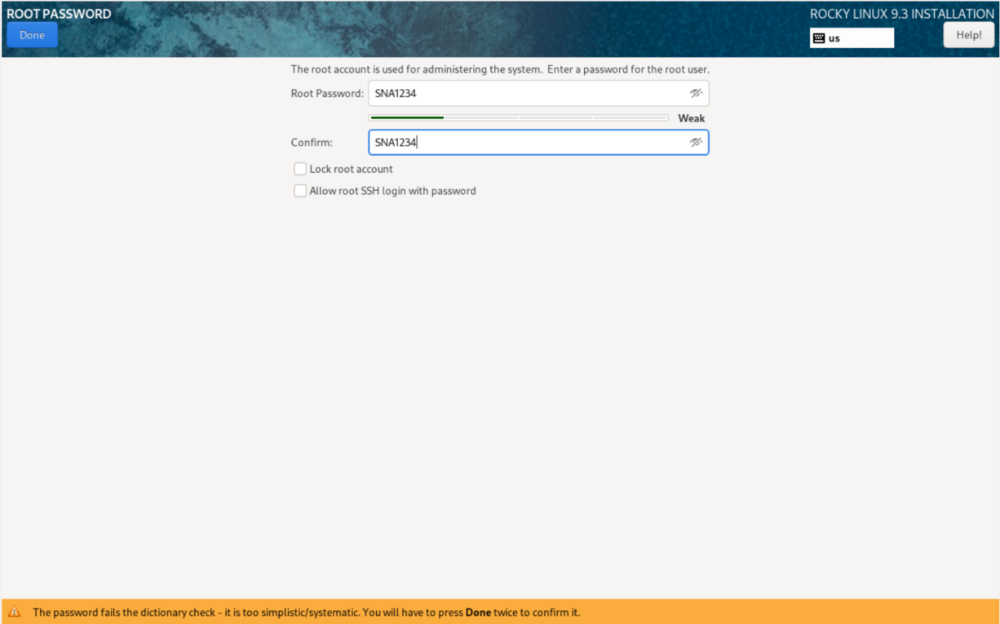 ROOT PASSWORD
ROCKY LINUX 9.3 INSTALLATION
Done
us
Help!
The root account is used for administering the system. Enter a password for the root user.
Root Password: SNA1234
Weak
Confirm: SNA1234
Lock root account
Allow root SSH login with password
The password fails the dictionary check - it is too simplistic/systematic. You will have to press Done twice to confirm it.